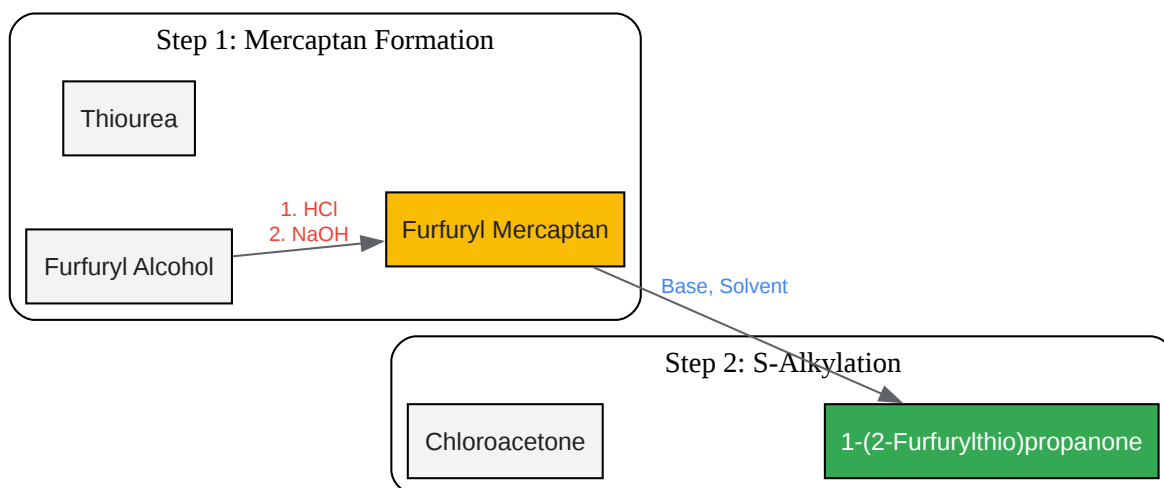 Step 1: Mercaptan Formation
Thiourea
Furfuryl Alcohol
1. HCl
2. NaOH
Furfuryl Mercaptan
Base, Solvent
Step 2: S-Alkylation
Chloroacetone
1-(2-Furfurylthio)propanone